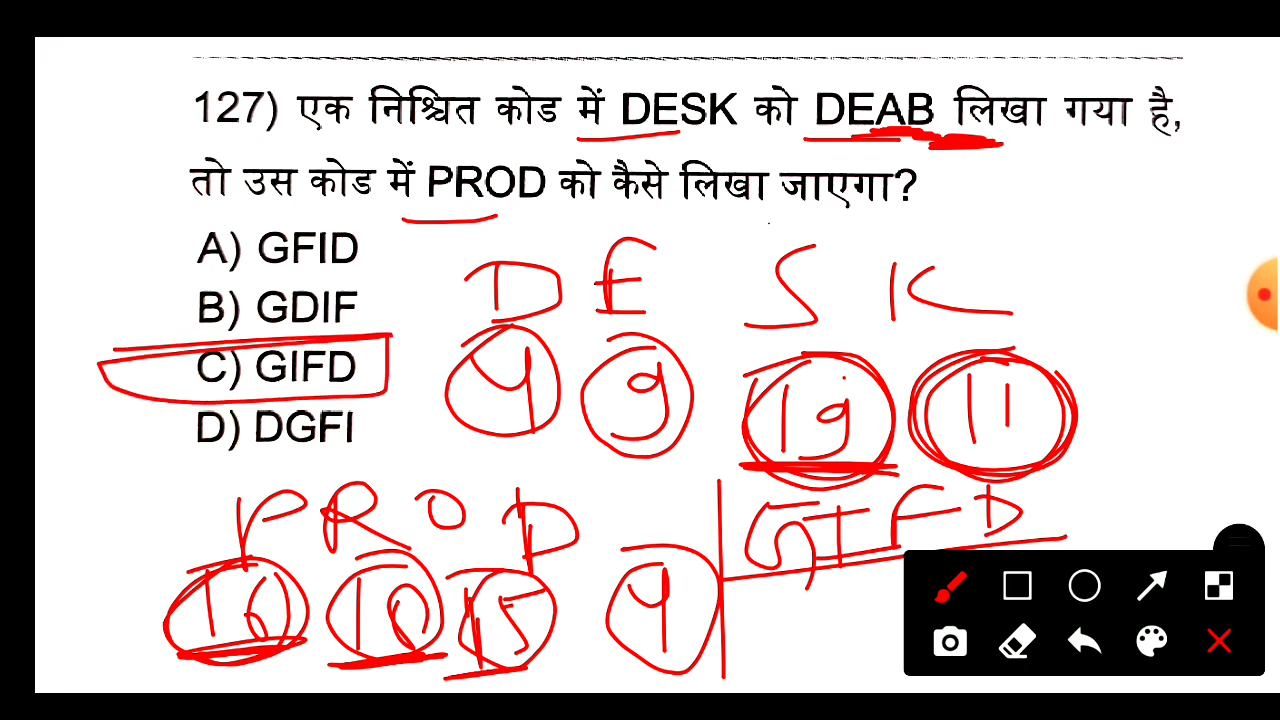 127) एक निश्चित कोड में DESK को DEAB लिखा गया है,
तो उस कोड में PROD को कैसे लिखा जाएगा?
A) GFID
B) GDIF
C) GIFD
D) DGFI
D E S K
4 9 19 11
P R O D
16 18 15 4
GIFD